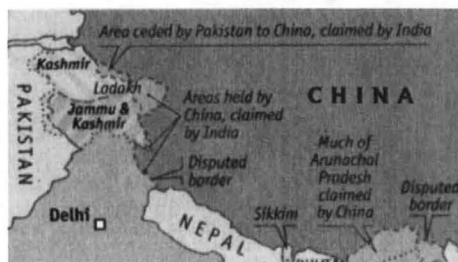 Area ceded by Pakistan to China, claimed by India
Kashmir
Ladakh
Jammu &
Kashmir
PAKISTAN
Areas held by
China, claimed
by India
CHINA
Disputed
border
Much of
Arunachal
Pradesh
claimed
by China
Disputed
border
Delhi
NEPAL
Sikkim